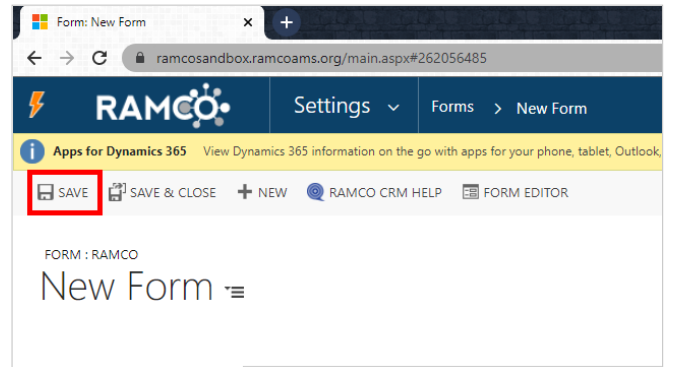 Form: New Form × +
ramcosandbox.ramcoams.org/main.aspx#262056485
RAMCO Settings Forms > New Form
Apps for Dynamics 365 View Dynamics 365 information on the go with apps for your phone, tablet, Outlook,
SAVE SAVE & CLOSE NEW RAMCO CRM HELP FORM EDITOR
FORM : RAMCO
New Form